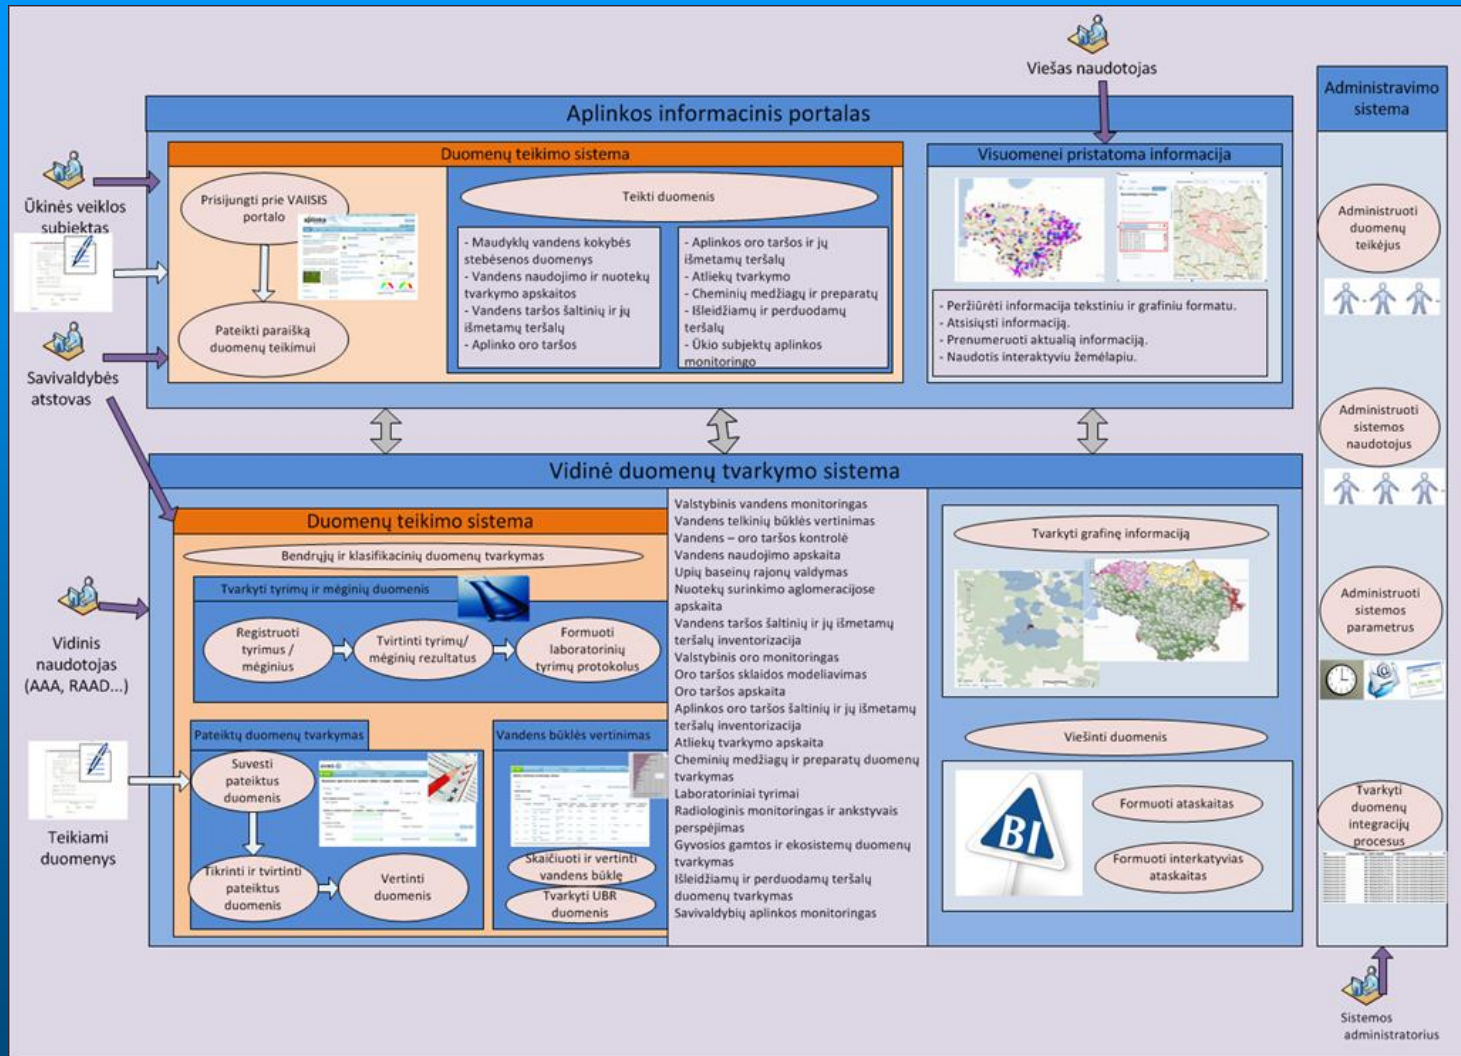 Viešas naudotojas
Administravimo
sistema
Aplinkos informacinis portalas
Duomenų teikimo sistema
Visuomenei pristatoma informacija
Ūkinės veiklos
subiektas
Savivaldybės
atstovas
Prisijungti prie VAIISIS
portalo
Pateikti paraišką
duomenų teikimui
Teikti duomenis
- Maudyklų vandens kokybės
stebėsenos duomenys
- Vandens naudojimo ir nuotekų
tvarkymo apskaitos
- Vandens taršos šaltinių ir jų
išmetamų teršalų
- Aplinko oro taršos
- Aplinkos oro taršos ir jų
išmetamų teršalų
- Atliekų tvarkymo
- Cheminių medžiagų ir preparatų
- Išleidžiamų ir perduodamų
teršalų
- Ūkio subjektų aplinkos
monitoringo
- Peržiūrėti informacija tekstiniu ir grafiniu formatu.
- Atsisiųsti informaciją.
- Prenumeruoti aktualią informaciją.
- Naudotis interaktyviu žemėlapiu.
Administruoti
duomenų
teikėjus
Administruoti
sistemos
naudotojus
Administruoti
sistemos
parametrus
Tvarkyti
duomenų
integracijų
procesus
Sistemos
administratorius
Vidinė duomenų tvarkymo sistema
Vidinis
naudotojas
(AAA, RAAD...)
Teikiami
duomenys
Duomenų teikimo sistema
Bendrųjų ir klasifikacinių duomenų tvarkymas
Tvarkyti tyrimų ir mėginių duomenis
Registruoti
tyrimus /
mėginius
Tvirtinti tyrimų/
mėginių rezultatus
Formuoti
laboratorinių
tyrimų protokolus
Pateiktų duomenų tvarkymas
Suvesti
pateiktus
duomenis
Tikrinti ir tvirtinti
pateiktus
duomenis
Vertinti
duomenis
Vandens būklės vertinimas
Skaičiuoti ir vertinti
vandens būklę
Tvarkyti UBR
duomenis
Valstybinis vandens monitoringas
Vandens telkinių būklės vertinimas
Vandens – oro taršos kontrolė
Vandens naudojimo apskaita
Upių baseinų rajonų valdymas
Nuotekų surinkimo aglomeracijose
apskaita
Vandens taršos šaltinių ir jų išmetamų
teršalų inventorizacija
Valstybinis oro monitoringas
Oro taršos sklaidos modeliavimas
Oro taršos apskaita
Aplinkos oro taršos šaltinių ir jų išmetamų
teršalų inventorizacija
Atliekų tvarkymo apskaita
Cheminių medžiagų ir preparatų duomenų
tvarkymas
Laboratoriniai tyrimai
Radiologinis monitoringas ir ankstyvais
perspėjimas
Gyvosios gamtos ir ekosistemų duomenų
tvarkymas
Išleidžiamų ir perduodamų teršalų
duomenų tvarkymas
Savivaldybių aplinkos monitoringas
Tvarkyti grafinę informaciją
Viešinti duomenis
BI
Formuoti ataskaitas
Formuoti interkatyvias
ataskaitas